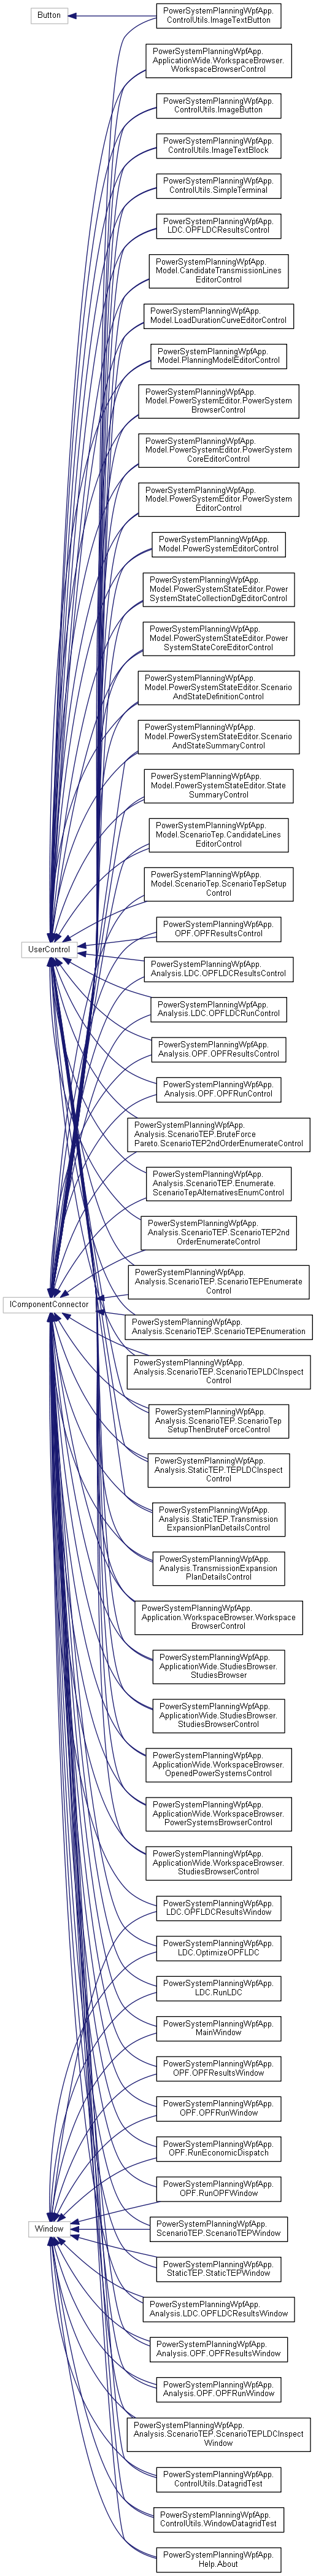 Button
PowerSystemPlanningWpfApp.
ControlUtils.ImageTextButton
PowerSystemPlanningWpfApp.
ApplicationWide.WorkspaceBrowser.
WorkspaceBrowserControl
PowerSystemPlanningWpfApp.
ControlUtils.ImageButton
PowerSystemPlanningWpfApp.
ControlUtils.ImageTextBlock
PowerSystemPlanningWpfApp.
ControlUtils.SimpleTerminal
PowerSystemPlanningWpfApp.
LDC.OPFLDCResultsControl
PowerSystemPlanningWpfApp.
Model.CandidateTransmissionLines
EditorControl
PowerSystemPlanningWpfApp.
Model.LoadDurationCurveEditorControl
PowerSystemPlanningWpfApp.
Model.PlanningModelEditorControl
PowerSystemPlanningWpfApp.
Model.PowerSystemEditor.PowerSystem
BrowserControl
PowerSystemPlanningWpfApp.
Model.PowerSystemEditor.PowerSystem
CoreEditorControl
PowerSystemPlanningWpfApp.
Model.PowerSystemEditor.PowerSystem
EditorControl
PowerSystemPlanningWpfApp.
Model.PowerSystemEditorControl
PowerSystemPlanningWpfApp.
Model.PowerSystemStateEditor.Power
SystemStateCollectionDgEditorControl
PowerSystemPlanningWpfApp.
Model.PowerSystemStateEditor.Power
SystemStateCoreEditorControl
PowerSystemPlanningWpfApp.
Model.PowerSystemStateEditor.Scenario
AndStateDefinitionControl
PowerSystemPlanningWpfApp.
Model.PowerSystemStateEditor.Scenario
AndStateSummaryControl
PowerSystemPlanningWpfApp.
Model.PowerSystemStateEditor.State
SummaryControl
PowerSystemPlanningWpfApp.
Model.ScenarioTep.CandidateLines
EditorControl
PowerSystemPlanningWpfApp.
Model.ScenarioTep.ScenarioTepSetup
Control
PowerSystemPlanningWpfApp.
OPF.OPFResultsControl
UserControl
PowerSystemPlanningWpfApp.
Analysis.LDC.OPFLDCResultsControl
PowerSystemPlanningWpfApp.
Analysis.LDC.OPFLDCRunControl
PowerSystemPlanningWpfApp.
Analysis.OPF.OPFResultsControl
PowerSystemPlanningWpfApp.
Analysis.OPF.OPFRunControl
PowerSystemPlanningWpfApp.
Analysis.ScenarioTEP.BruteForce
Pareto.ScenarioTEP2ndOrderEnumerateControl
PowerSystemPlanningWpfApp.
Analysis.ScenarioTEP.Enumerate.
ScenarioTepAlternativesEnumControl
PowerSystemPlanningWpfApp.
Analysis.ScenarioTEP.ScenarioTEP2nd
OrderEnumerateControl
PowerSystemPlanningWpfApp.
Analysis.ScenarioTEP.ScenarioTEPEnumerate
Control
IComponentConnector
PowerSystemPlanningWpfApp.
Analysis.ScenarioTEP.ScenarioTEPEnumeration
PowerSystemPlanningWpfApp.
Analysis.ScenarioTEP.ScenarioTEPLDCInspect
Control
PowerSystemPlanningWpfApp.
Analysis.ScenarioTEP.ScenarioTep
SetupThenBruteForceControl
PowerSystemPlanningWpfApp.
Analysis.StaticTEP.TEPLDCInspect
Control
PowerSystemPlanningWpfApp.
Analysis.StaticTEP.Transmission
ExpansionPlanDetailsControl
PowerSystemPlanningWpfApp.
Analysis.TransmissionExpansion
PlanDetailsControl
PowerSystemPlanningWpfApp.
Application.WorkspaceBrowser.Workspace
BrowserControl
PowerSystemPlanningWpfApp.
ApplicationWide.StudiesBrowser.
StudiesBrowser
PowerSystemPlanningWpfApp.
ApplicationWide.StudiesBrowser.
StudiesBrowserControl
PowerSystemPlanningWpfApp.
ApplicationWide.WorkspaceBrowser.
OpenedPowerSystemsControl
PowerSystemPlanningWpfApp.
ApplicationWide.WorkspaceBrowser.
PowerSystemsBrowserControl
PowerSystemPlanningWpfApp.
ApplicationWide.WorkspaceBrowser.
StudiesBrowserControl
PowerSystemPlanningWpfApp.
LDC.OPFLDCResultsWindow
PowerSystemPlanningWpfApp.
LDC.OptimizeOPFLDC
PowerSystemPlanningWpfApp.
LDC.RunLDC
PowerSystemPlanningWpfApp.
MainWindow
PowerSystemPlanningWpfApp.
OPF.OPFResultsWindow
PowerSystemPlanningWpfApp.
OPF.OPFRunWindow
PowerSystemPlanningWpfApp.
OPF.RunEconomicDispatch
PowerSystemPlanningWpfApp.
OPF.RunOPFWindow
Window
PowerSystemPlanningWpfApp.
ScenarioTEP.ScenarioTEPWindow
PowerSystemPlanningWpfApp.
StaticTEP.StaticTEPWindow
PowerSystemPlanningWpfApp.
Analysis.LDC.OPFLDCResultsWindow
PowerSystemPlanningWpfApp.
Analysis.OPF.OPFResultsWindow
PowerSystemPlanningWpfApp.
Analysis.OPF.OPFRunWindow
PowerSystemPlanningWpfApp.
Analysis.ScenarioTEP.ScenarioTEPLDCInspect
Window
PowerSystemPlanningWpfApp.
ControlUtils.DatagridTest
PowerSystemPlanningWpfApp.
ControlUtils.WindowDatagridTest
PowerSystemPlanningWpfApp.
Help.About